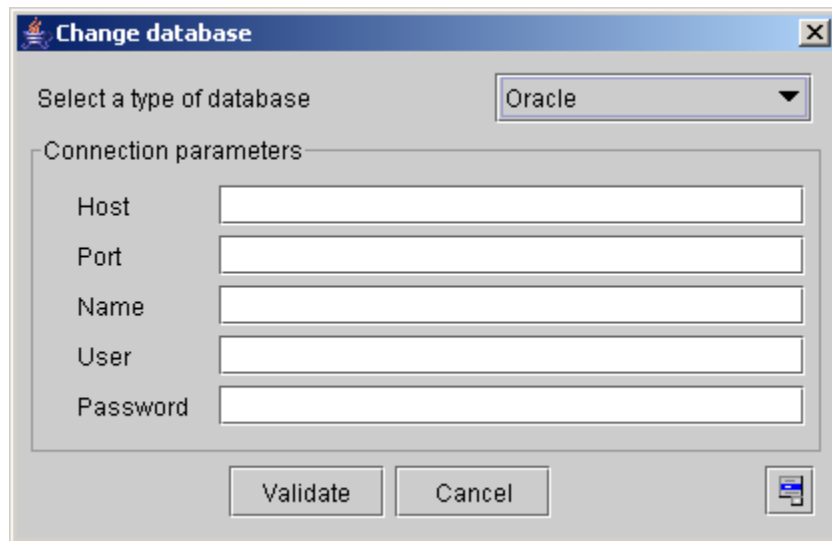 Change database
Select a type of database Oracle
Connection parameters
Host
Port
Name
User
Password
Validate Cancel